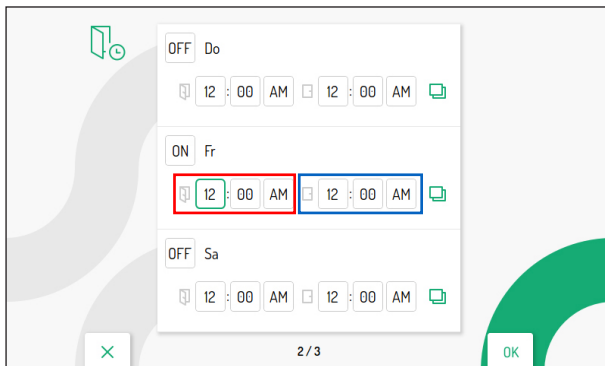 OFF Do
12 : 00 AM 12 : 00 AM
ON Fr
12 : 00 AM 12 : 00 AM
OFF Sa
12 : 00 AM 12 : 00 AM
2/3
OK